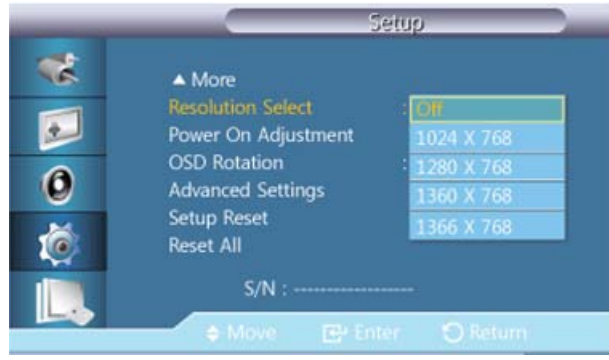 Setup
▲ More
Resolution Select : Off
Power On Adjustment 1024 X 768
OSD Rotation : 1280 X 768
Advanced Settings 1360 X 768
Setup Reset 1366 X 768
Reset All
S/N : ------------------
Move Enter Return